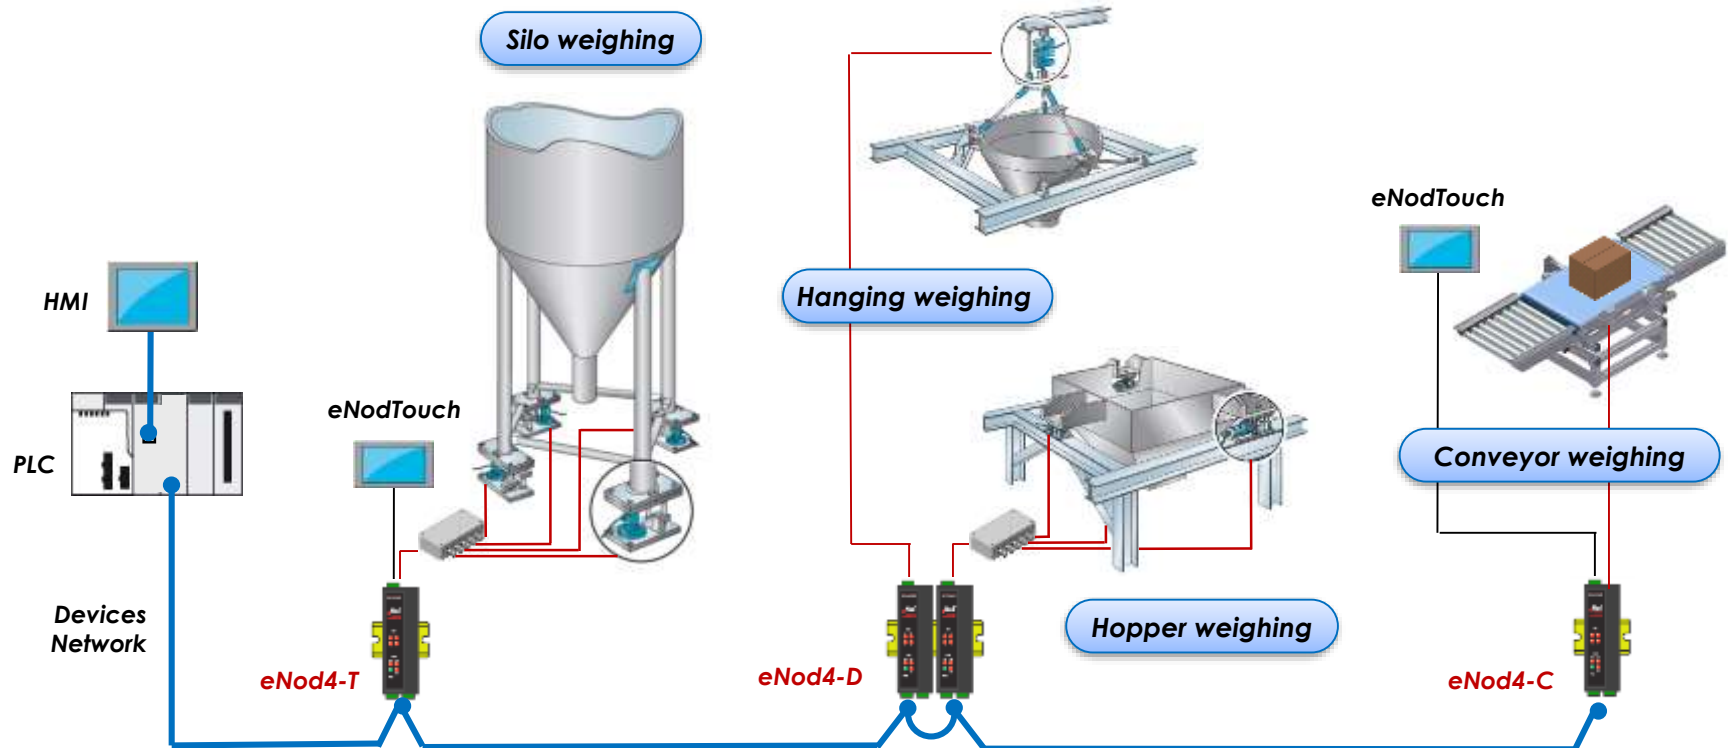 Silo weighing
eNodTouch
HMI
Hanging weighing
eNodTouch
PLC
Conveyor weighing
Devices
Network
Hopper weighing
eNod4-T
eNod4-D
eNod4-C